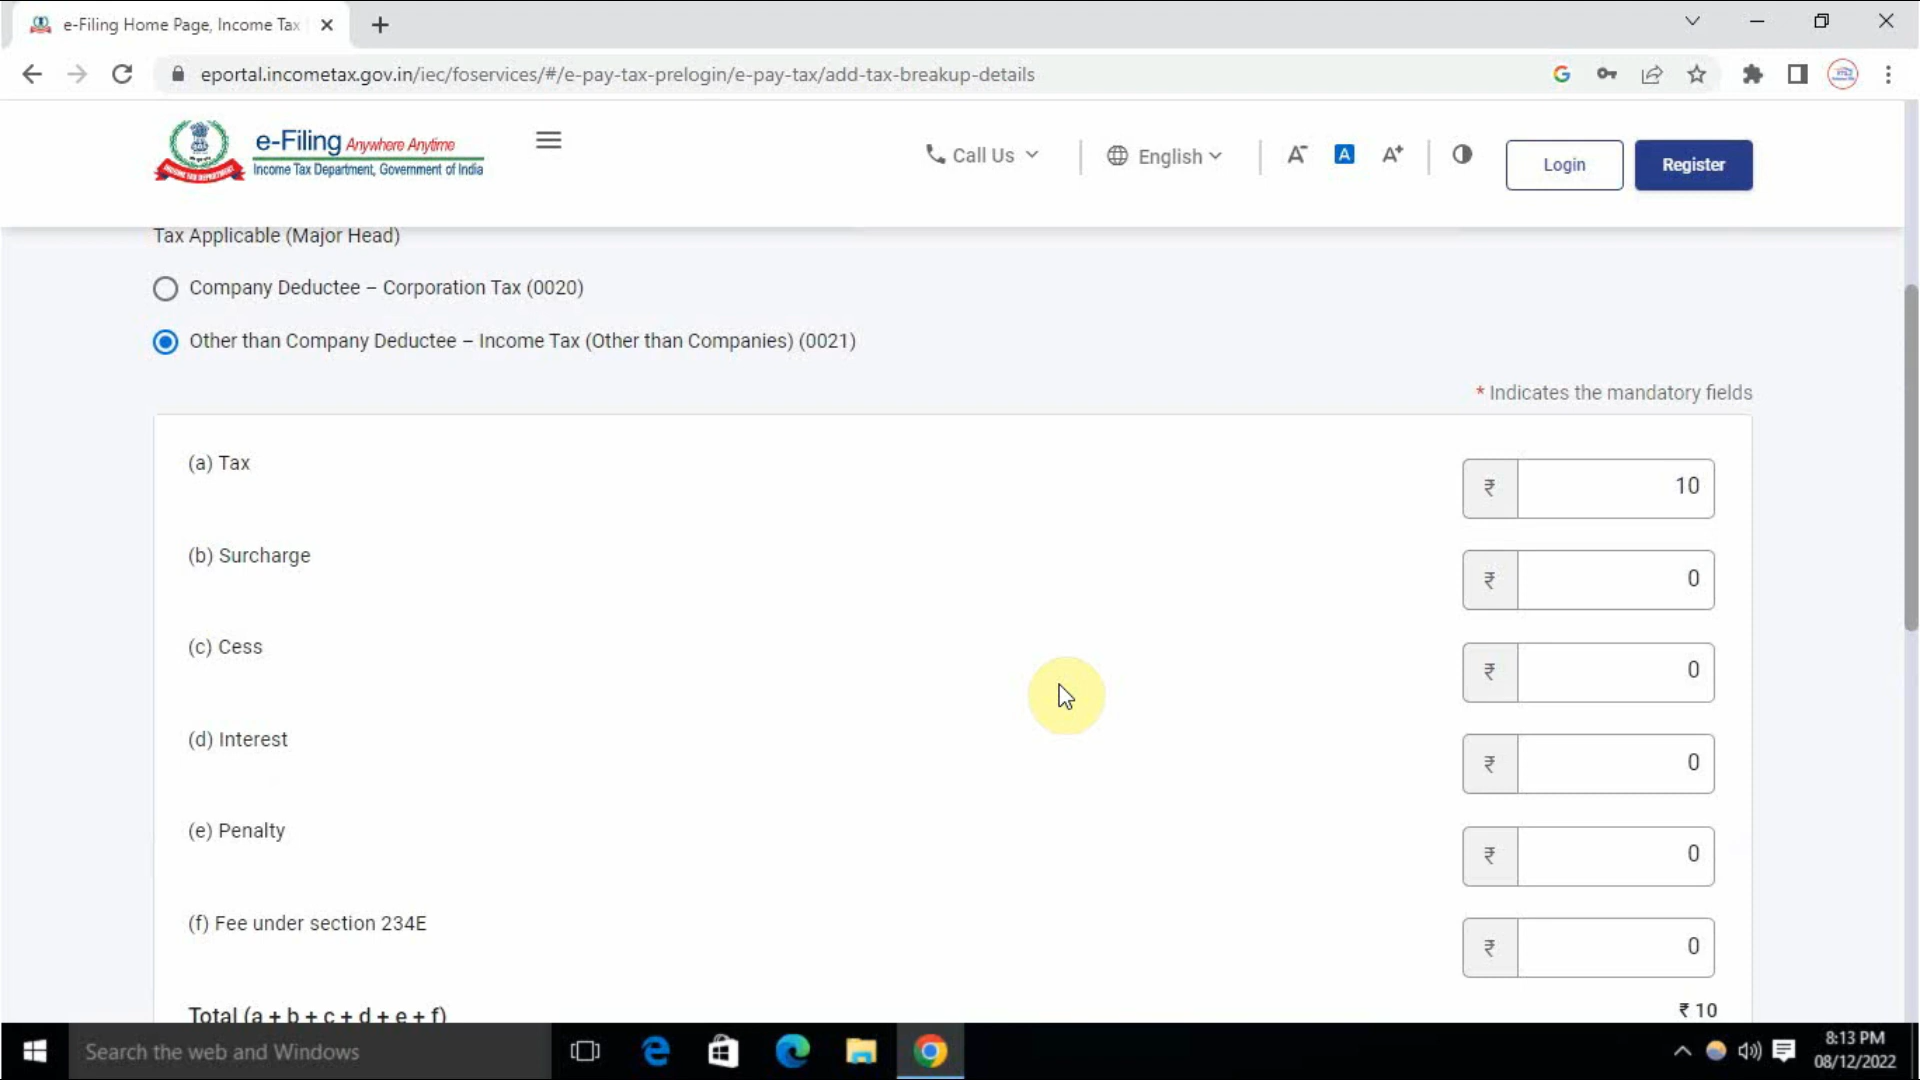 e-Filing Home Page, Income Tax
eportal.incometax.gov.in/iec/foservices/#/e-pay-tax-prelogin/e-pay-tax/add-tax-breakup-details
e-Filing Anywhere Anytime
Income Tax Department, Government of India
Call Us
English
A-
A
A+
Login
Register
Tax Applicable (Major Head)
Company Deductee – Corporation Tax (0020)
Other than Company Deductee – Income Tax (Other than Companies) (0021)
* Indicates the mandatory fields
(a) Tax
₹ 10
(b) Surcharge
₹ 0
(c) Cess
₹ 0
(d) Interest
₹ 0
(e) Penalty
₹ 0
(f) Fee under section 234E
₹ 0
Total (a + b + c + d + e + f)
₹ 10
Search the web and Windows
8:13 PM
08/12/2022